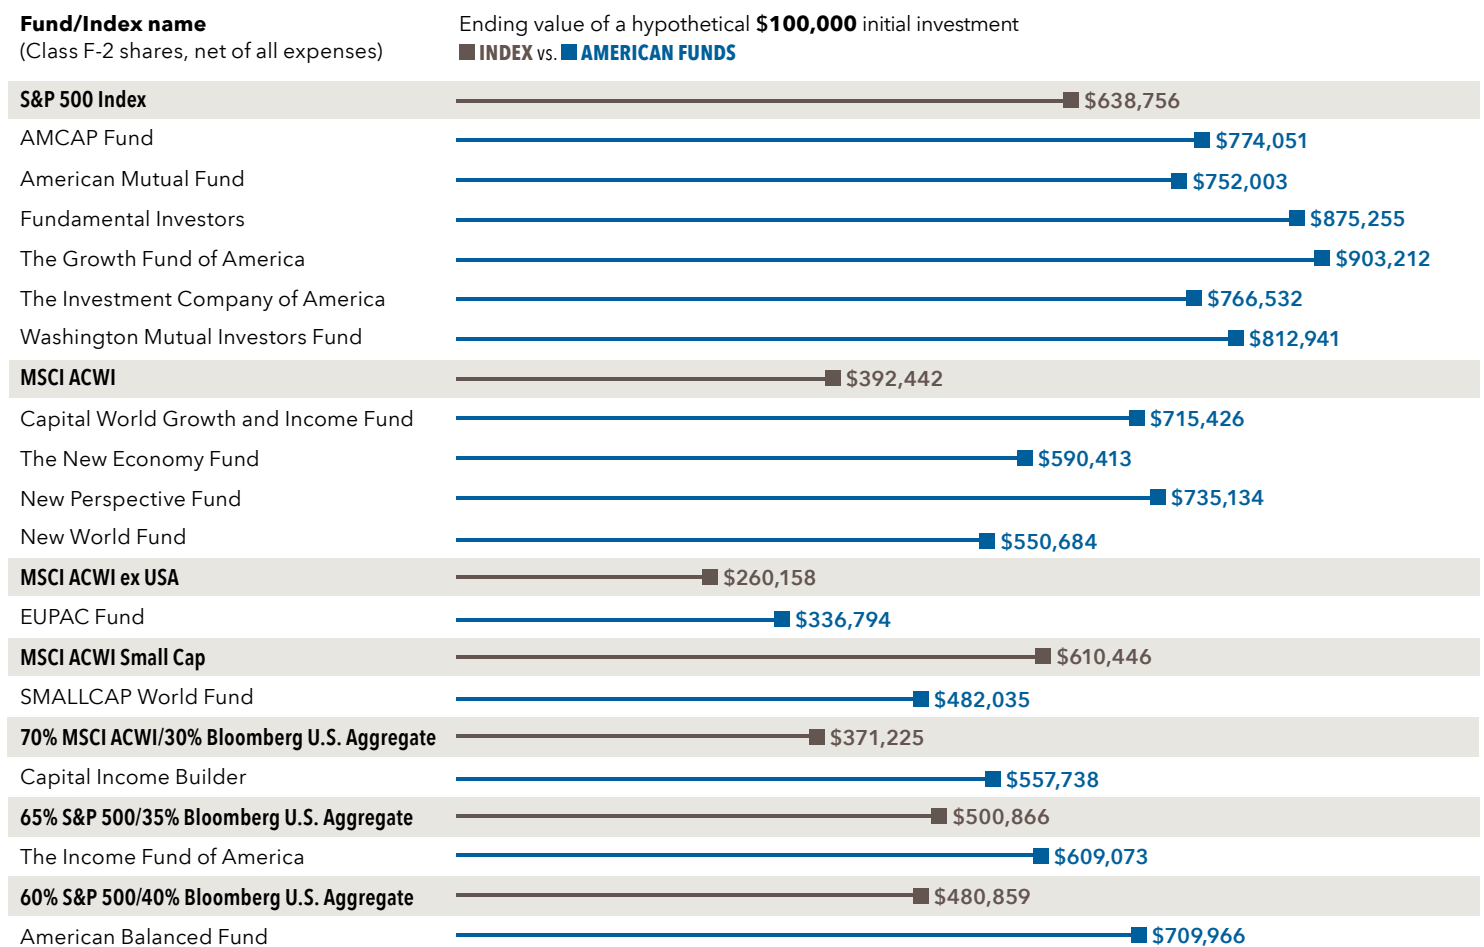 Fund/Index name
(Class F-2 shares, net of all expenses)
Ending value of a hypothetical $100,000 initial investment
INDEX vs. AMERICAN FUNDS
S&P 500 Index $638,756
AMCAP Fund $774,051
American Mutual Fund $752,003
Fundamental Investors $875,255
The Growth Fund of America $903,212
The Investment Company of America $766,532
Washington Mutual Investors Fund $812,941
MSCI ACWI $392,442
Capital World Growth and Income Fund $715,426
The New Economy Fund $590,413
New Perspective Fund $735,134
New World Fund $550,684
MSCI ACWI ex USA $260,158
EUPAC Fund $336,794
MSCI ACWI Small Cap $610,446
SMALLCAP World Fund $482,035
70% MSCI ACWI/30% Bloomberg U.S. Aggregate $371,225
Capital Income Builder $557,738
65% S&P 500/35% Bloomberg U.S. Aggregate $500,866
The Income Fund of America $609,073
60% S&P 500/40% Bloomberg U.S. Aggregate $480,859
American Balanced Fund $709,966